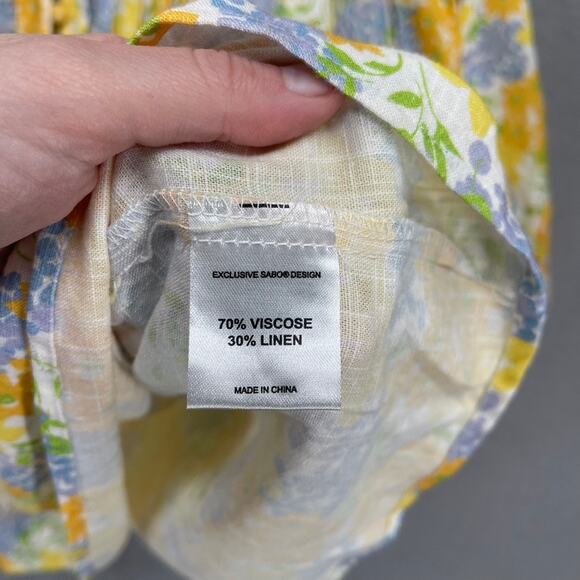 EXCLUSIVE SABO® DESIGN
70% VISCOSE
30% LINEN
MADE IN CHINA